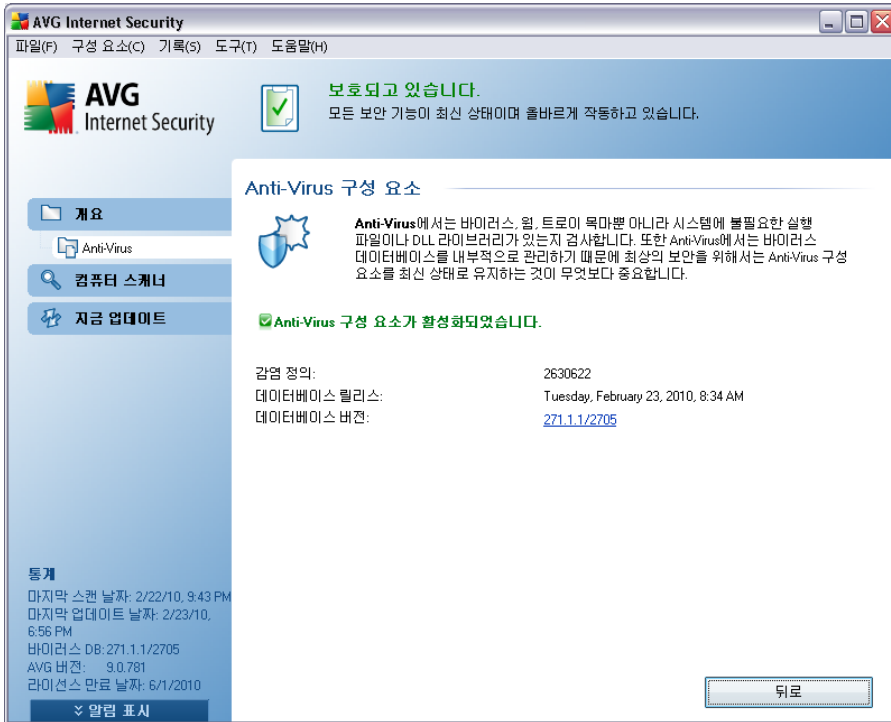 AVG Internet Security
파일(F) 구성 요소(C) 기록(S) 도구(T) 도움말(H)
AVG
Internet Security
보호되고 있습니다.
모든 보안 기능이 최신 상태이며 올바르게 작동하고 있습니다.
개요
Anti-Virus
컴퓨터 스캐너
지금 업데이트
Anti-Virus 구성 요소
Anti-Virus에서는 바이러스, 웜, 트로이 목마뿐 아니라 시스템에 불필요한 실행
파일이나 DLL 라이브러리가 있는지 검사합니다. 또한 Anti-Virus에서는 바이러스
데이터베이스를 내부적으로 관리하기 때문에 최상의 보안을 위해서는 Anti-Virus 구성
요소를 최신 상태로 유지하는 것이 무엇보다 중요합니다.
Anti-Virus 구성 요소가 활성화되었습니다.
감염 정의: 2630622
데이터베이스 릴리스: Tuesday, February 23, 2010, 8:34 AM
데이터베이스 버전: 271.1.1/2705
통계
마지막 스캔 날짜: 2/22/10, 9:43 PM
마지막 업데이트 날짜: 2/23/10,
6:56 PM
바이러스 DB: 271.1.1/2705
AVG 버전: 9.0.781
라이선스 만료 날짜: 6/1/2010
알림 표시
뒤로